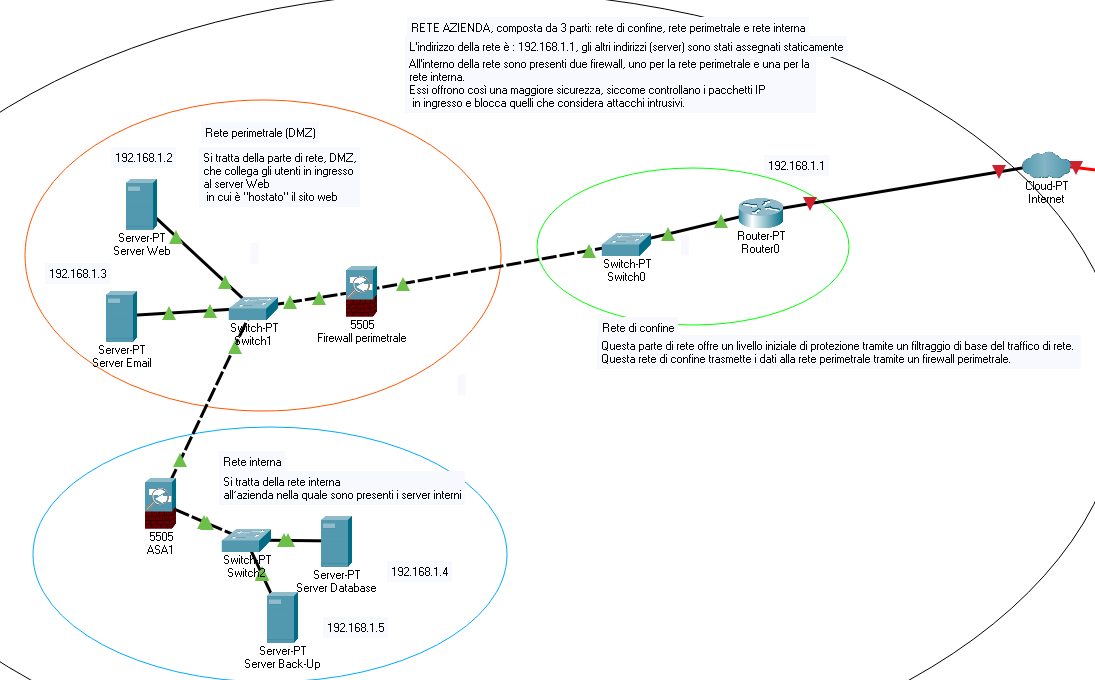 RETE AZIENDA, composta da 3 parti: rete di confine, rete perimetrale e rete interna
L'indirizzo della rete è : 192.168.1.1, gli altri indirizzi (server) sono stati assegnati staticamente
All'interno della rete sono presenti due firewall, uno per la rete perimetrale e una per la
rete interna.
Essi offrono così una maggiore sicurezza, siccome controllano i pacchetti IP
in ingresso e blocca quelli che considera attacchi intrusivi.
Rete perimetrale (DMZ)
Si tratta della parte di rete, DMZ,
che collega gli utenti in ingresso
al server Web
in cui è "hostato" il sito web
192.168.1.2
Server-PT
Server Web
192.168.1.3
Server-PT
Server Email
Switch-PT
Switch1
5505
Firewall perimetrale
192.168.1.1
Router-PT
Router0
Switch-PT
Switch0
Cloud-PT
Internet
Rete di confine
Questa parte di rete offre un livello iniziale di protezione tramite un filtraggio di base del traffico di rete.
Questa rete di confine trasmette i dati alla rete perimetrale tramite un firewall perimetrale.
Rete interna
Si tratta della rete interna
all'azienda nella quale sono presenti i server interni
5505
ASA1
Switch-PT
Switch2
Server-PT
Server Database
192.168.1.4
192.168.1.5
Server-PT
Server Back-Up